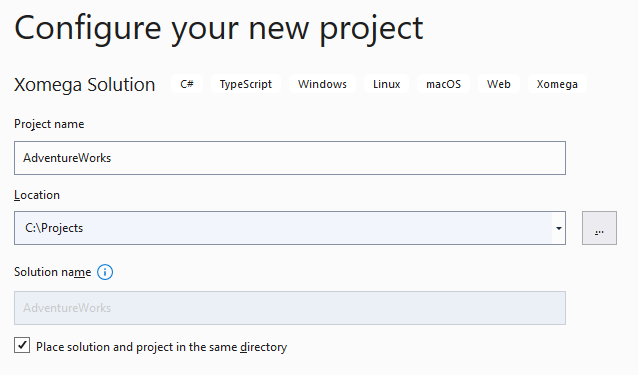 Configure your new project
Xomega Solution C# TypeScript Windows Linux macOS Web Xomega
Project name
AdventureWorks
Location
C:\Projects
...
Solution name
AdventureWorks
Place solution and project in the same directory